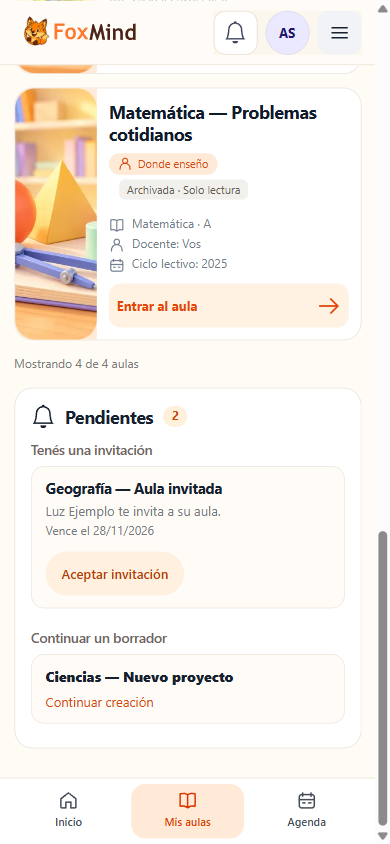 FoxMind
AS
Matemática — Problemas
cotidianos
Donde enseño
Archivada · Solo lectura
Matemática · A
Docente: Vos
Ciclo lectivo: 2025
Entrar al aula
Mostrando 4 de 4 aulas
Pendientes 2
Tenés una invitación
Geografía — Aula invitada
Luz Ejemplo te invita a su aula.
Vence el 28/11/2026
Aceptar invitación
Continuar un borrador
Ciencias — Nuevo proyecto
Continuar creación
Inicio
Mis aulas
Agenda